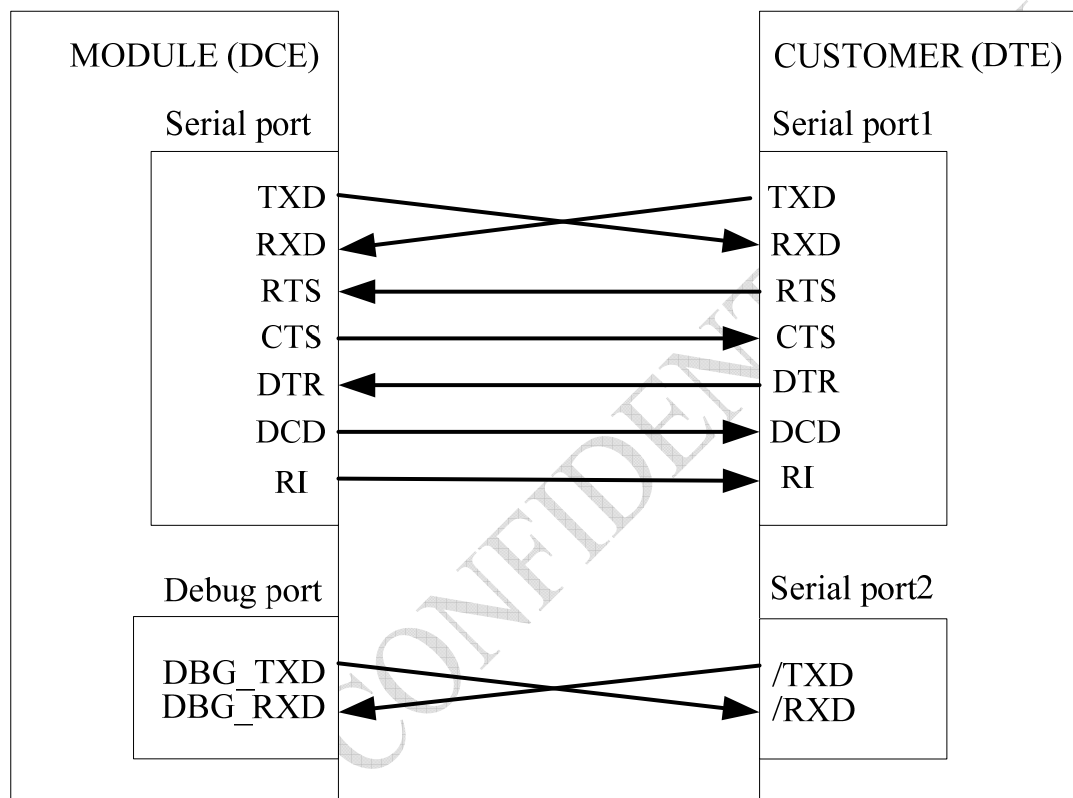 MODULE (DCE)
Serial port
TXD
RXD
RTS
CTS
DTR
DCD
RI
Debug port
DBG_TXD
DBG_RXD
CUSTOMER (DTE)
Serial port1
TXD
RXD
RTS
CTS
DTR
DCD
RI
Serial port2
/TXD
/RXD
CONFIDENT